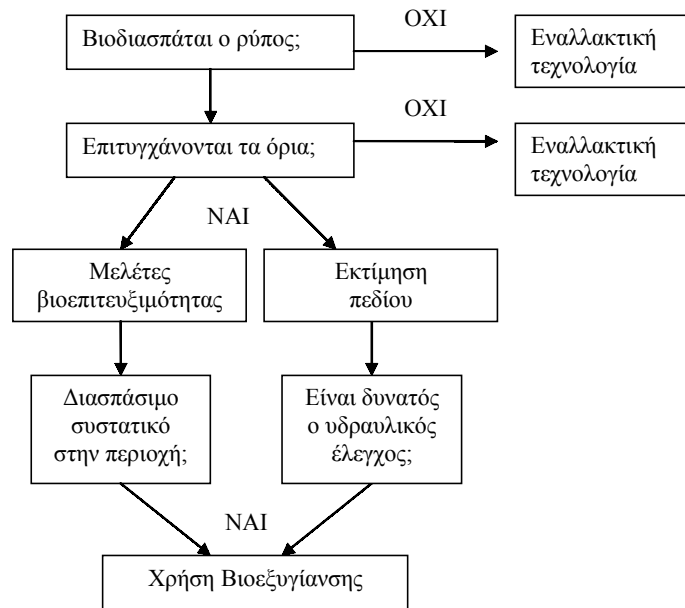 ΟΧΙ
Βιοδιασπάται ο ρύπος;
Εναλλακτική
τεχνολογία
ΟΧΙ
Επιτυγχάνονται τα όρια;
Εναλλακτική
τεχνολογία
ΝΑΙ
Μελέτες
βιοεπιτευξιμότητας
Εκτίμηση
πεδίου
Διασπάσιμο
συστατικό
στην περιοχή;
Είναι δυνατός
ο υδραυλικός
έλεγχος;
ΝΑΙ
Χρήση Βιοεξυγίανσης